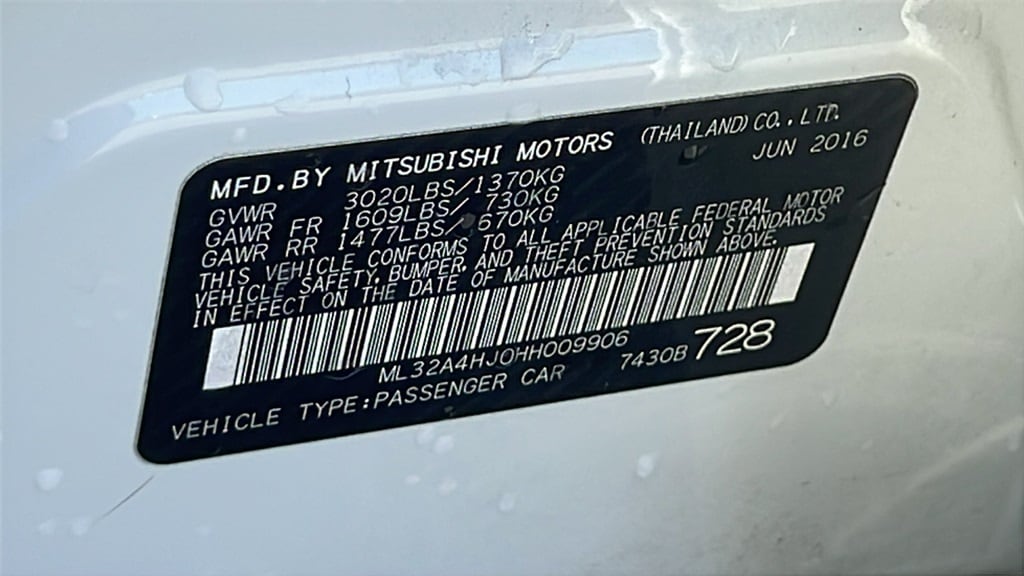 MFD.BY MITSUBISHI MOTORS (THAILAND) CO.,LTD.
JUN 2016
GVWR 3020LBS/1370KG
GAWR FR 1609LBS/ 730KG
GAWR RR 1477LBS/ 670KG
THIS VEHICLE CONFORMS TO ALL APPLICABLE FEDERAL MOTOR
VEHICLE SAFETY, BUMPER, AND THEFT PREVENTION STANDARDS
IN EFFECT ON THE DATE OF MANUFACTURE SHOWN ABOVE.
ML32A4HJ0HH009906
VEHICLE TYPE:PASSENGER CAR 7430B 728